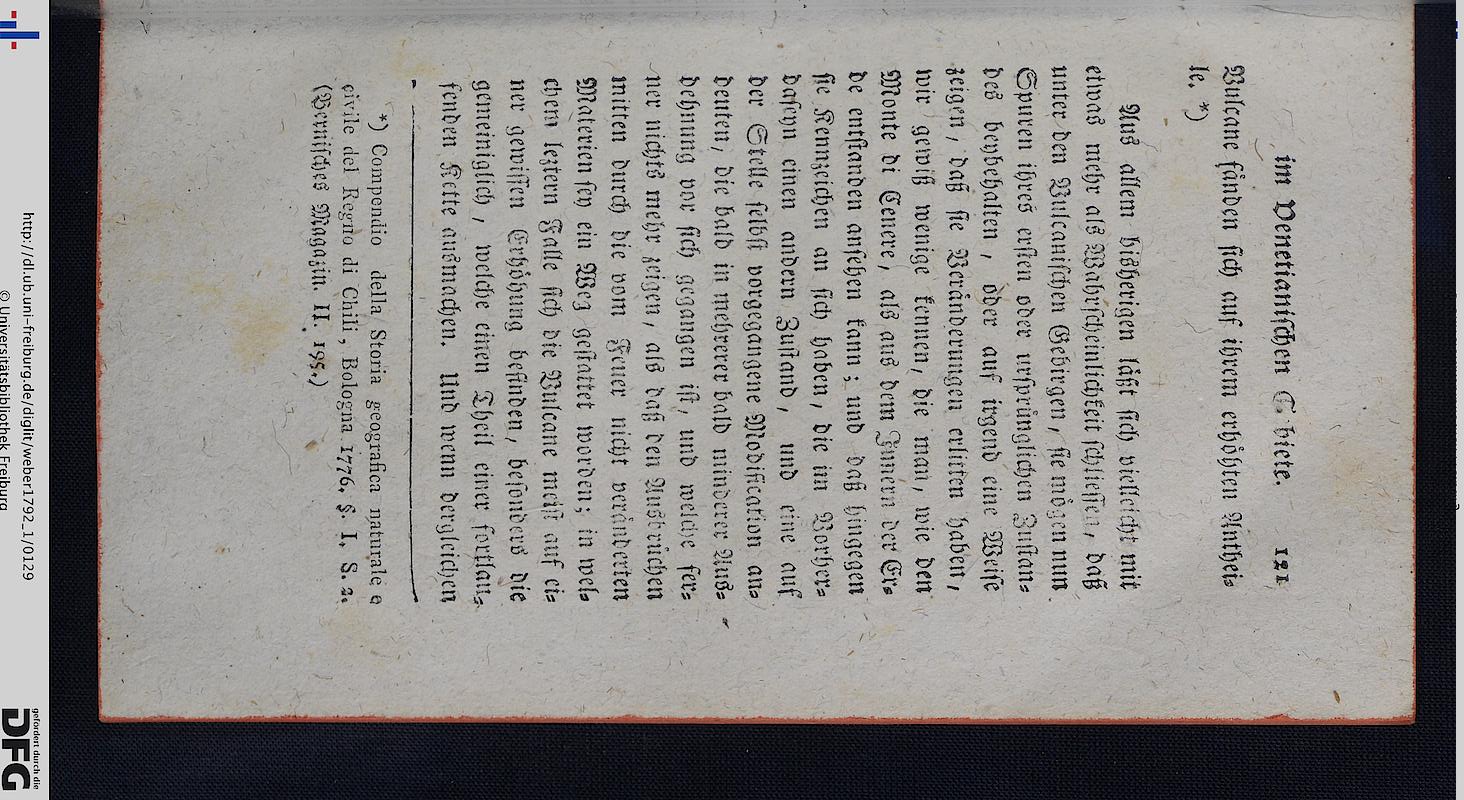 im Venetianischen G biete. 121
Vulcane fånden sich auf ihrem erhöhten Anthei-
le. *)
Aus allem bisherigen låßt sich vielleicht mit
etwas mehr als Wahrscheinlichkeit schliessen, daß
unter den Vulcanischen Gebirgen, sie mögen nun
Spuren ihres ersten oder ursprünglichen Zustan-
des beybehalten, oder auf irgend eine Weise
zeigen, daß sie Veränderungen erlitten haben,
wir gewiß wenige kennen, die man, wie den
Monte di Cenere, als aus dem Innern der Er-
de entstanden ansehen kann; und daß hingegen
sie Kennzeichen an sich haben, die im Vorher-
daseyn einen andern Zustand, und eine auf
der Stelle selbst vorgegangene Modification an-
deuten, die bald in mehrerer bald minderer Aus-
dehnung vor sich gegangen ist, und welche fer-
ner nichts mehr zeigen, als daß den Ausbrüchen
mitten durch die vom Feuer nicht veränderten
Materien sey ein Weg gestattet worden; in wel-
chem leztern Falle sich die Vulcane meist auf ei-
ner gewissen Erhöhung befinden, besonders die
gemeiniglich, welche einen Theil einer fortlau-
fenden Kette ausmachen. Und wenn dergleichen
*) Compendio della Storia geografica naturale e
civile del Regno di Chili, Bologna 1776. §. I. S. 2.
(Bernisches Magazin. II. 195.)
http://dl.ub.uni-freiburg.de/diglit/weber1792_1/0129
© Universitätsbibliothek Freiburg
gefördert durch die
DFG